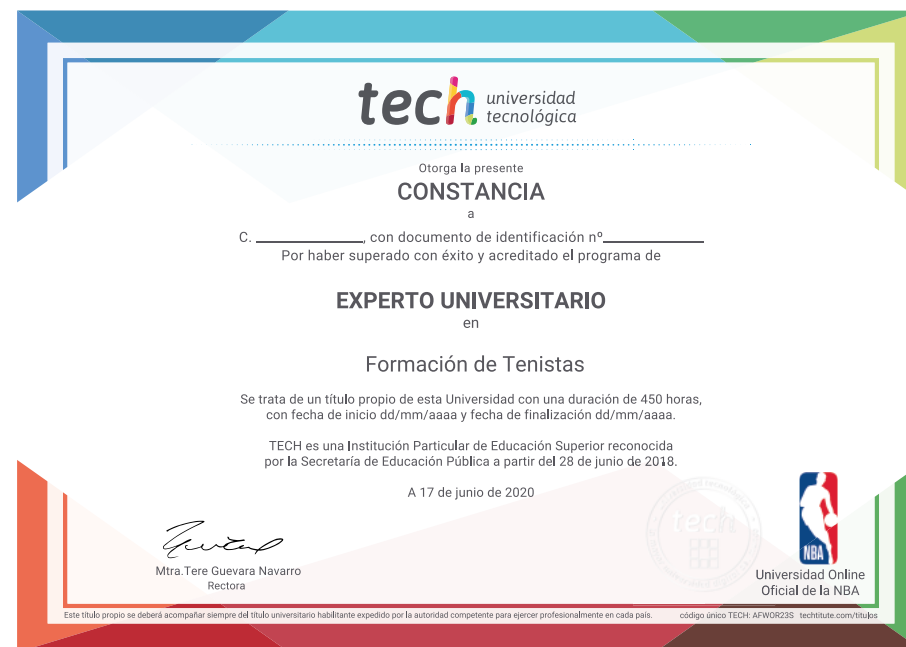 tech universidad
tecnológica
Otorga la presente
CONSTANCIA
a
C. ______________, con documento de identificación nº______________
Por haber superado con éxito y acreditado el programa de
EXPERTO UNIVERSITARIO
en
Formación de Tenistas
Se trata de un título propio de esta Universidad con una duración de 450 horas,
con fecha de inicio dd/mm/aaaa y fecha de finalización dd/mm/aaaa.
TECH es una Institución Particular de Educación Superior reconocida
por la Secretaría de Educación Pública a partir del 28 de junio de 2018.
A 17 de junio de 2020
tech
Mtra.Tere Guevara Navarro
Rectora
NBA
Universidad Online
Oficial de la NBA
Este título propio se deberá acompañar siempre del título universitario habilitante expedido por la autoridad competente para ejercer profesionalmente en cada país.
código único TECH: AFWOR23S techtitute.com/titulos